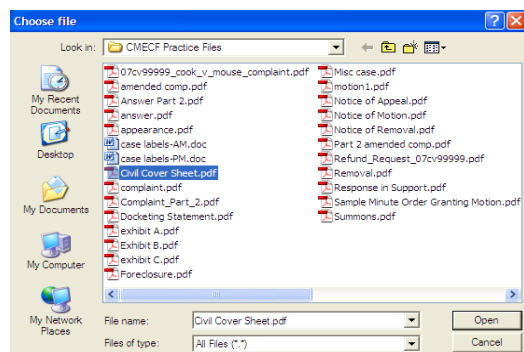 Choose file
Look in:
CMECF Practice Files
My Recent
Documents
Desktop
My Documents
My Computer
My Network
Places
07cv99999_cook_v_mouse_complaint.pdf
amended comp.pdf
Answer Part 2.pdf
answer.pdf
appearance.pdf
case labels-AM.doc
case labels-PM.doc
Civil Cover Sheet.pdf
complaint.pdf
Complaint_Part_2.pdf
Docketing Statement.pdf
exhibit A.pdf
Exhibit B.pdf
exhibit C.pdf
Foreclosure.pdf
Misc case.pdf
motion1.pdf
Notice of Appeal.pdf
Notice of Motion.pdf
Notice of Removal.pdf
Part 2 amended comp.pdf
Refund_Request_07cv99999.pdf
Removal.pdf
Response in Support.pdf
Sample Minute Order Granting Motion.pdf
Summons.pdf
File name:
Civil Cover Sheet.pdf
Open
Files of type:
All Files (*.*)
Cancel